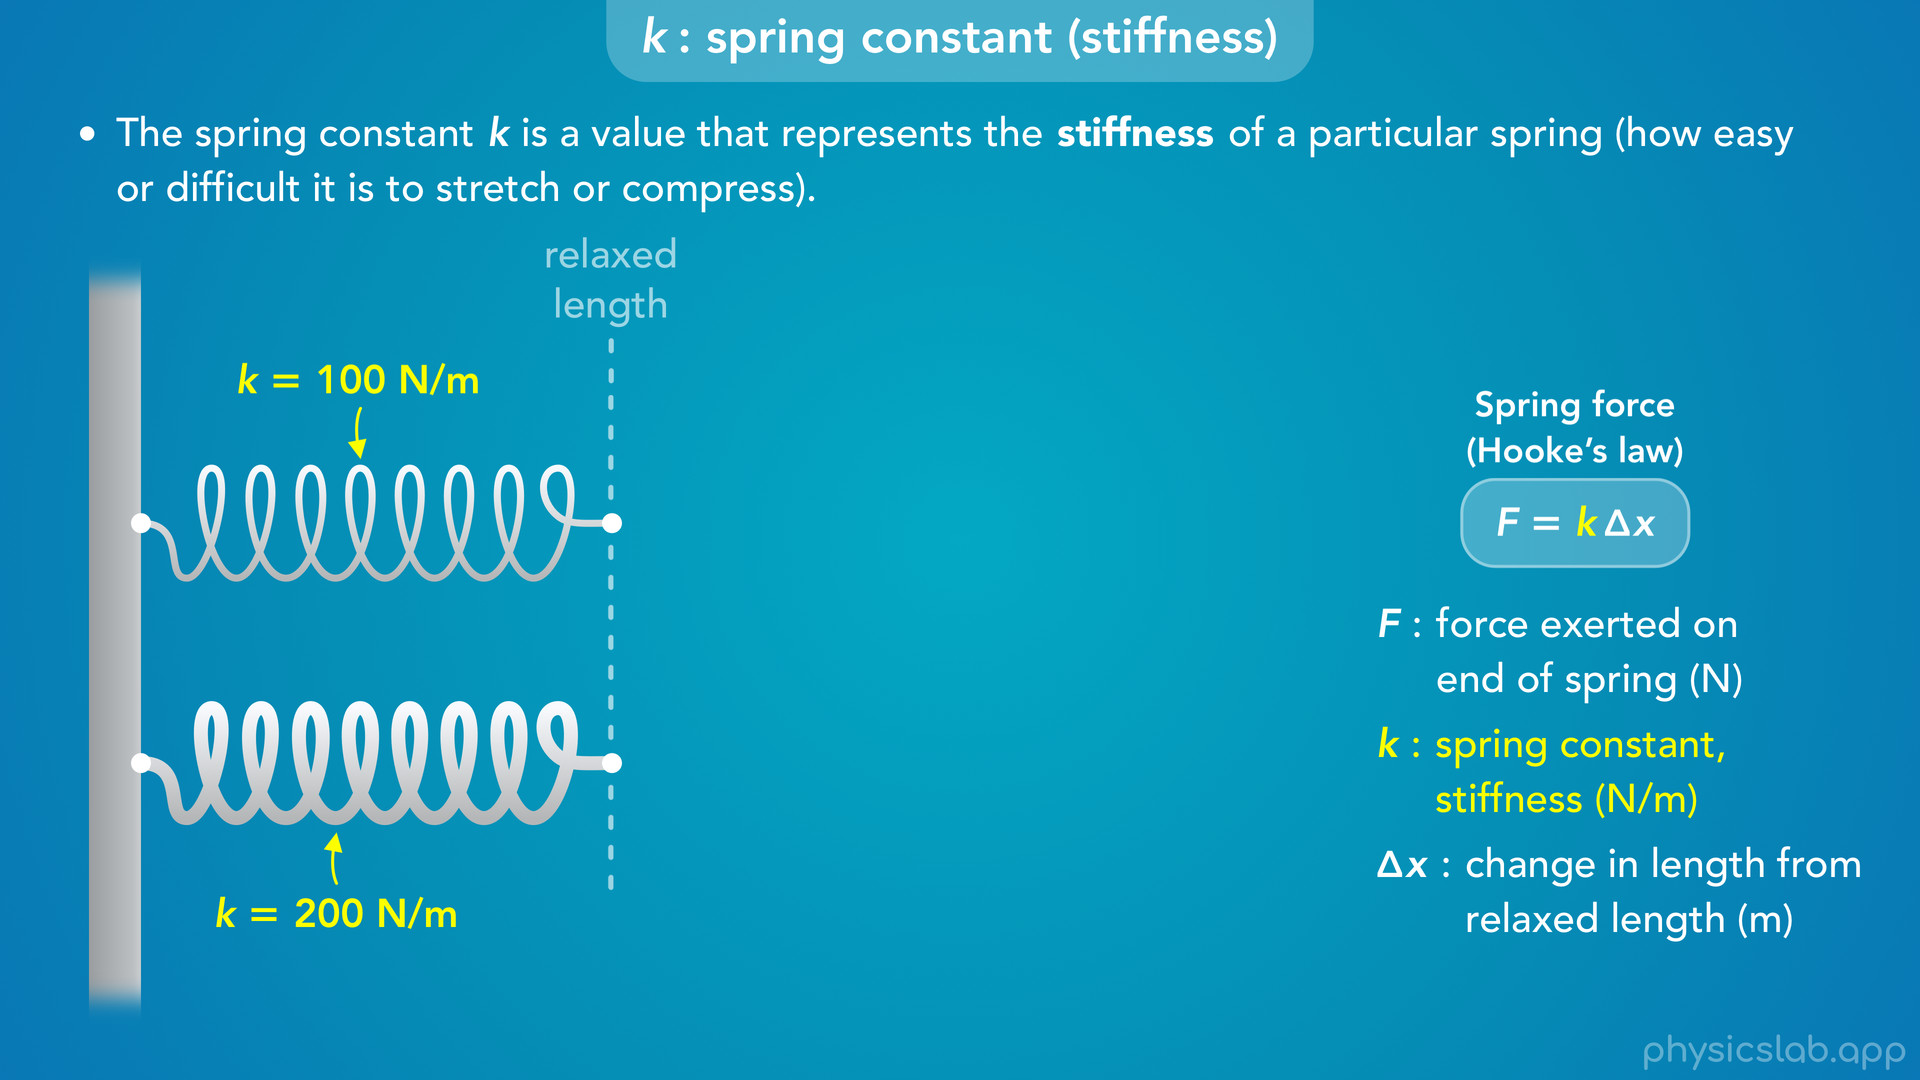 k : spring constant (stiffness)
• The spring constant k is a value that represents the stiffness of a particular spring (how easy
or difficult it is to stretch or compress).
relaxed
length
k = 100 N/m
k = 200 N/m
Spring force
(Hooke’s law)
F = k Δx
F : force exerted on
end of spring (N)
k : spring constant,
stiffness (N/m)
Δx : change in length from
relaxed length (m)
physicslab.app